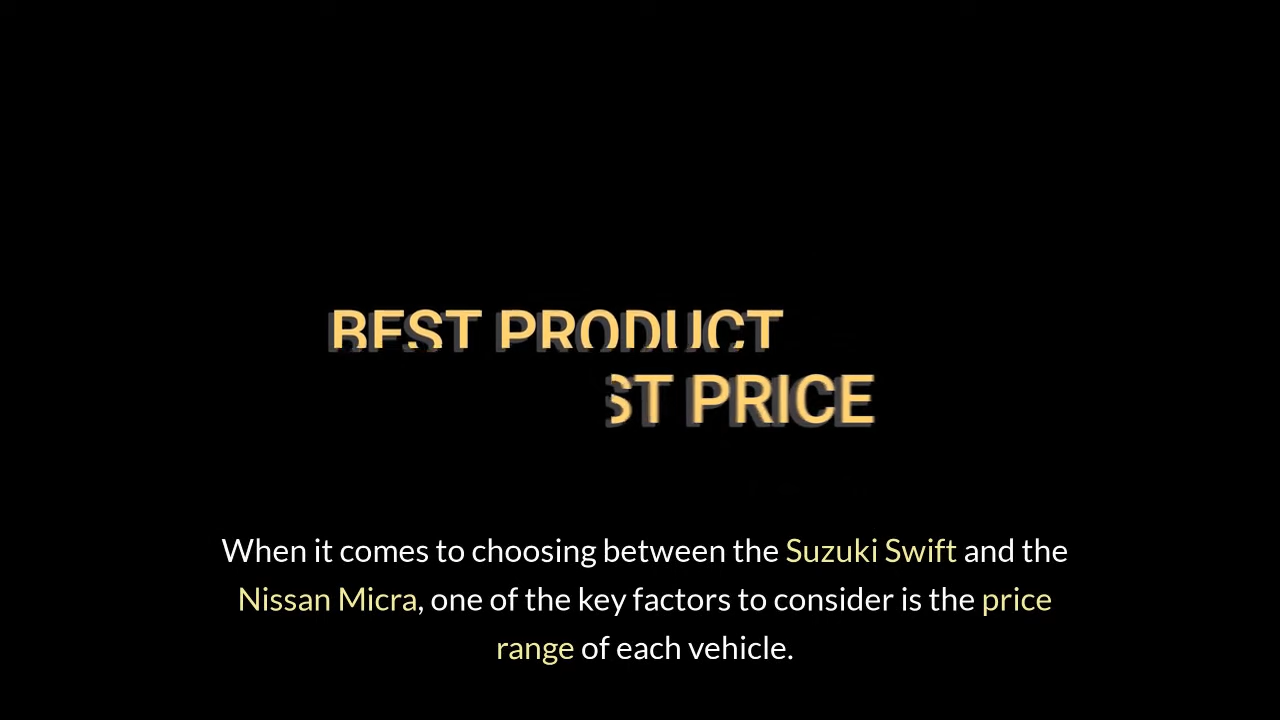 BEST PRODUCT
ST PRICE
When it comes to choosing between the Suzuki Swift and the
Nissan Micra, one of the key factors to consider is the price
range of each vehicle.